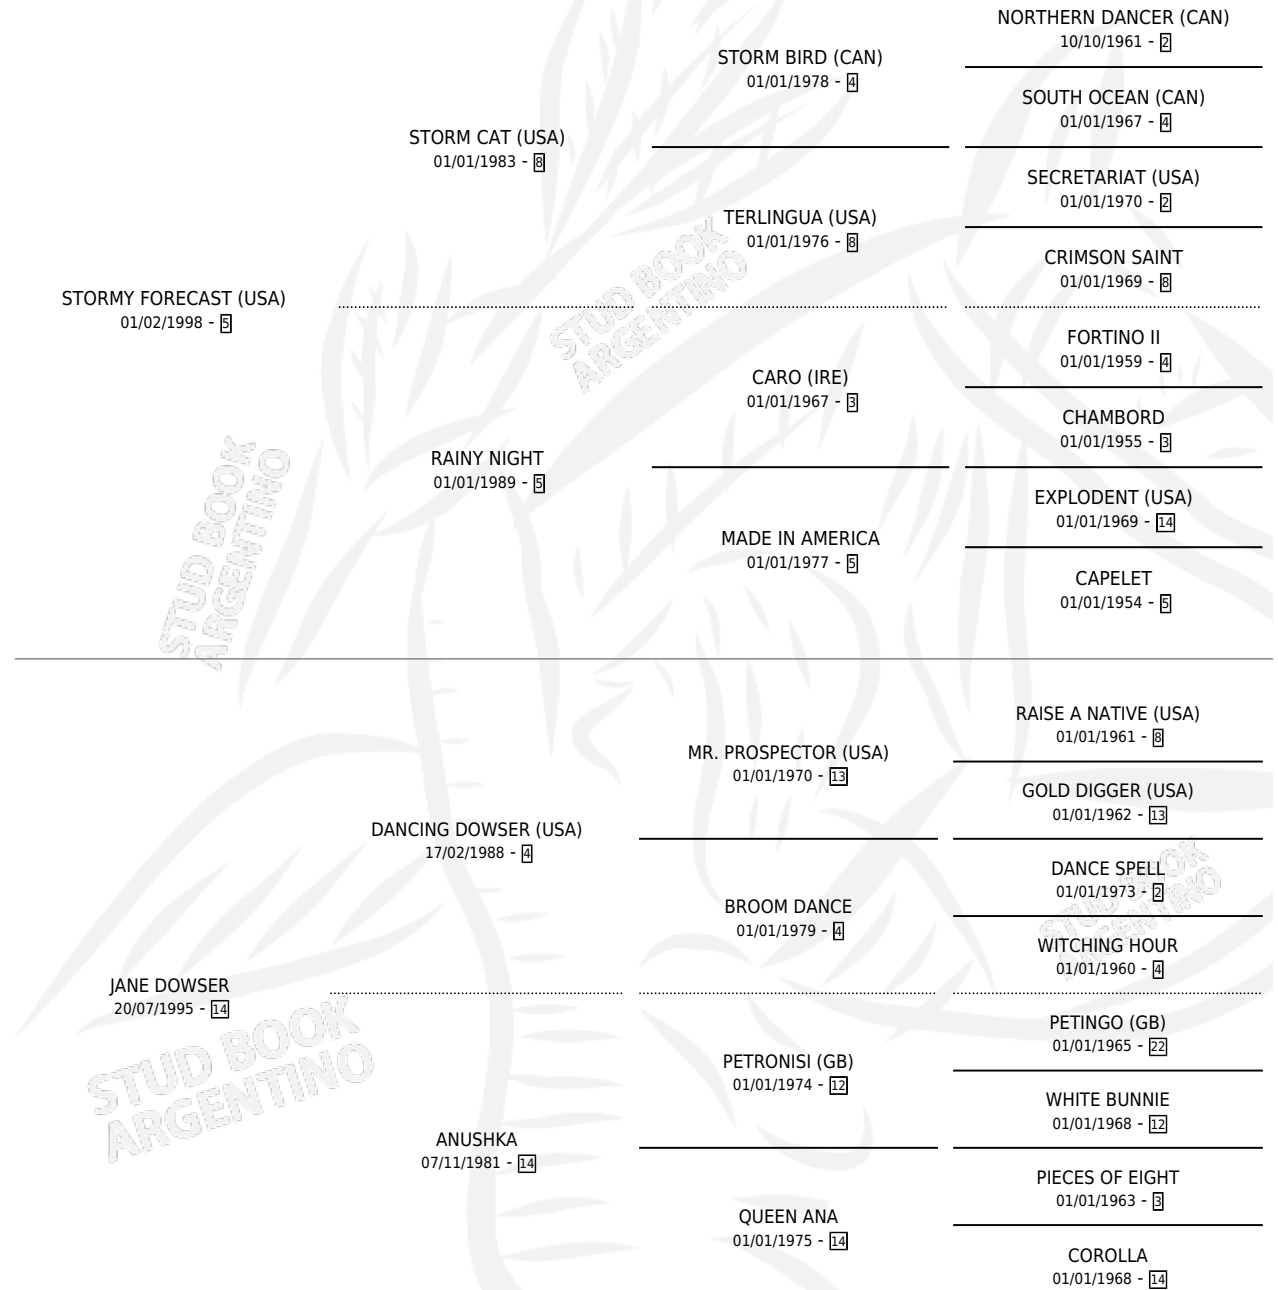 NORTHERN DANCER (CAN)
10/10/1961 - 2
STORM BIRD (CAN)
01/01/1978 - 4
SOUTH OCEAN (CAN)
01/01/1967 - 4
STORM CAT (USA)
01/01/1983 - 8
SECRETARIAT (USA)
01/01/1970 - 2
TERLINGUA (USA)
01/01/1976 - 8
CRIMSON SAINT
01/01/1969 - 8
STORMY FORECAST (USA)
01/02/1998 - 5
FORTINO II
01/01/1959 - 4
CARO (IRE)
01/01/1967 - 3
CHAMBORD
01/01/1955 - 3
RAINY NIGHT
01/01/1989 - 5
EXPLODENT (USA)
01/01/1969 - 14
MADE IN AMERICA
01/01/1977 - 5
CAPELET
01/01/1954 - 5
STUD BOOK
ARGENTINO
STUD BOOK
ARGENTINO
RAISE A NATIVE (USA)
01/01/1961 - 8
MR. PROSPECTOR (USA)
01/01/1970 - 13
GOLD DIGGER (USA)
01/01/1962 - 13
DANCING DOWSER (USA)
17/02/1988 - 4
DANCE SPELL
01/01/1973 - 2
BROOM DANCE
01/01/1979 - 4
WITCHING HOUR
01/01/1960 - 4
JANE DOWSER
20/07/1995 - 14
PETINGO (GB)
01/01/1965 - 22
PETRONISI (GB)
01/01/1974 - 12
WHITE BUNNIE
01/01/1968 - 12
ANUSHKA
07/11/1981 - 14
PIECES OF EIGHT
01/01/1963 - 3
QUEEN ANA
01/01/1975 - 14
COROLLA
01/01/1968 - 14
STUD BOOK
ARGENTINO
STUD BOOK
ARGENTINO